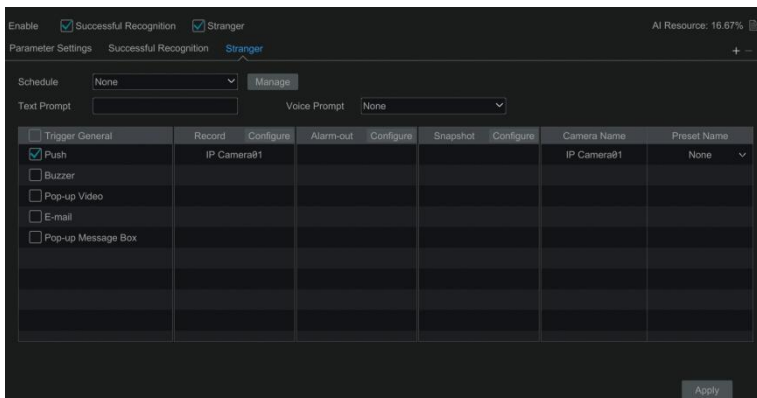 Enable Successful Recognition Stranger AI Resource: 16.67%
Parameter Settings Successful Recognition Stranger + −
Schedule None Manage
Text Prompt Voice Prompt None
Trigger General Record Configure Alarm-out Configure Snapshot Configure Camera Name Preset Name
Push IP Camera01 IP Camera01 None
Buzzer
Pop-up Video
E-mail
Pop-up Message Box
Apply